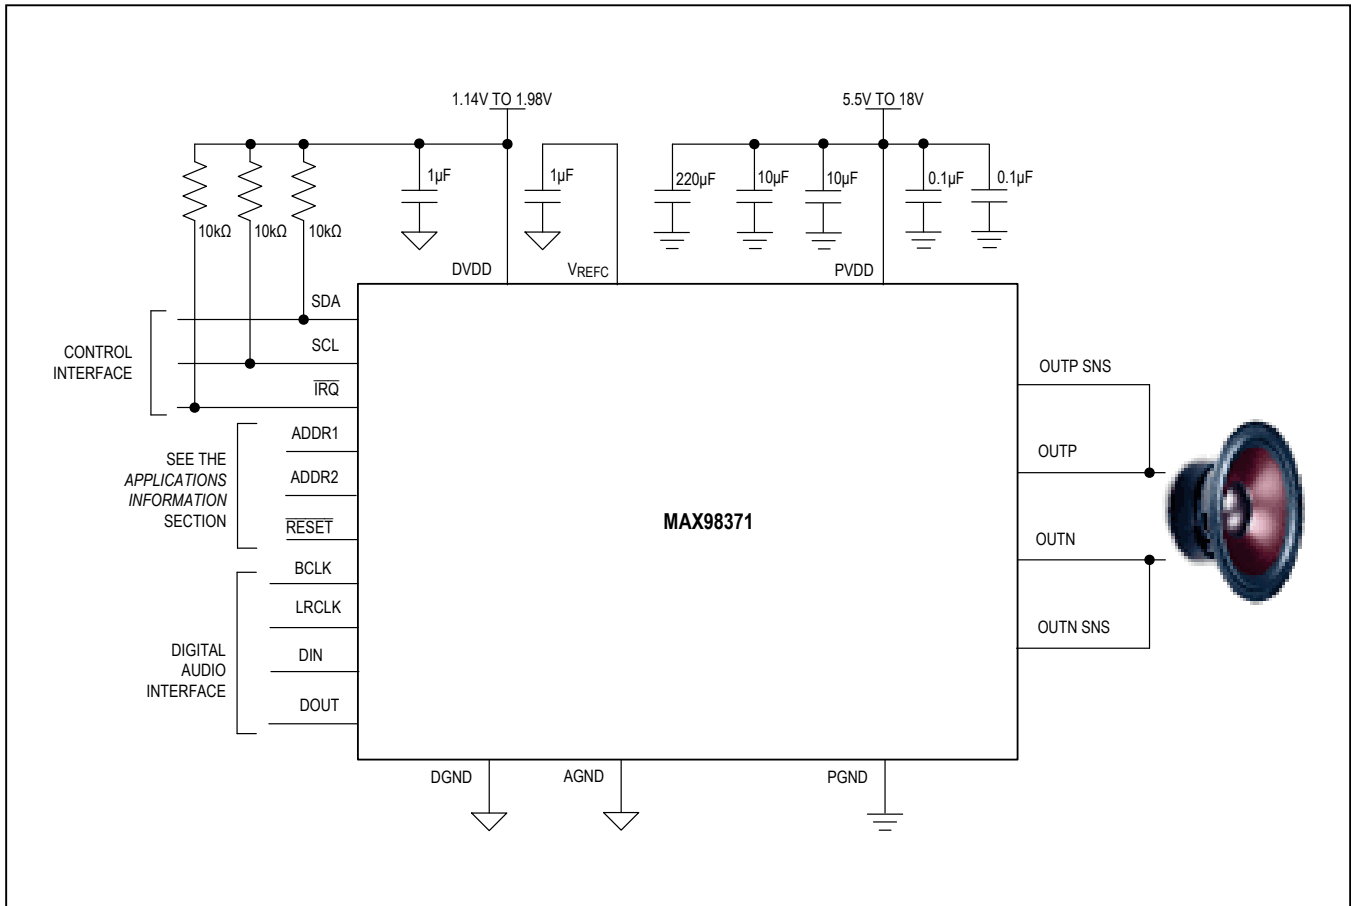 1.14V TO 1.98V
5.5V TO 18V
1µF
1µF
220µF
10µF
10µF
0.1µF
0.1µF
10kΩ
10kΩ
10kΩ
DVDD
VREFC
PVDD
SDA
SCL
IRQ
CONTROL
INTERFACE
ADDR1
ADDR2
RESET
SEE THE
APPLICATIONS
INFORMATION
SECTION
BCLK
LRCLK
DIN
DOUT
DIGITAL
AUDIO
INTERFACE
MAX98371
OUTP SNS
OUTP
OUTN
OUTN SNS
DGND
AGND
PGND